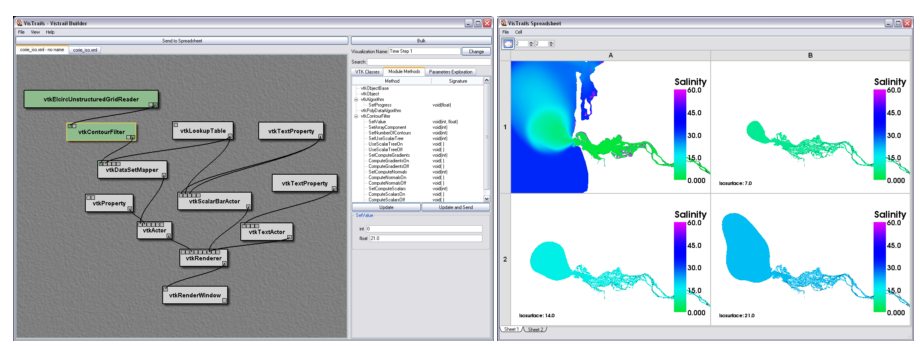 VisTrails - Vistrail Builder
File View Help
Send to Spreadsheet
Bulk
corie_iso.xml - no name
corie_iso.xml
Visualization Name: Time Step 1
Change
Search:
VTK Classes
Module Methods
Parameters Exploration
Method
Signature
vtkObjectBase
vtkObject
vtkAlgorithm
SetProgress void(float)
vtkPolyDataAlgorithm
vtkContourFilter
SetValue void(int, float)
SetArrayComponent void(int)
SetNumberOfContours void(int)
SetUseScalarTree void(int)
UseScalarTreeOn void( )
UseScalarTreeOff void( )
SetComputeGradients void(int)
ComputeGradientsOn void( )
ComputeGradientsOff void( )
SetComputeNormals void(int)
ComputeNormalsOn void( )
ComputeNormalsOff void( )
SetComputeScalars void(int)
ComputeScalarsOn void( )
ComputeScalarsOff void( )
Update
Update and Send
SetValue
int 0
float 21.0
vtkElcircUnstructuredGridReader
vtkContourFilter
vtkLookupTable
vtkTextProperty
vtkDataSetMapper
vtkTextProperty
vtkProperty
vtkScalarBarActor
vtkActor
vtkTextActor
vtkRenderer
vtkRenderWindow
VisTrails Spreadsheet
File Cell
2
2
A
B
1
Salinity
60.0
45.0
15.0
0.000
Salinity
60.0
45.0
30.0
15.0
0.000
Isosurface: 7.0
2
Salinity
60.0
45.0
30.0
15.0
0.000
Isosurface: 14.0
Salinity
60.0
45.0
30.0
15.0
0.000
Isosurface: 21.0
Sheet 1
Sheet 2